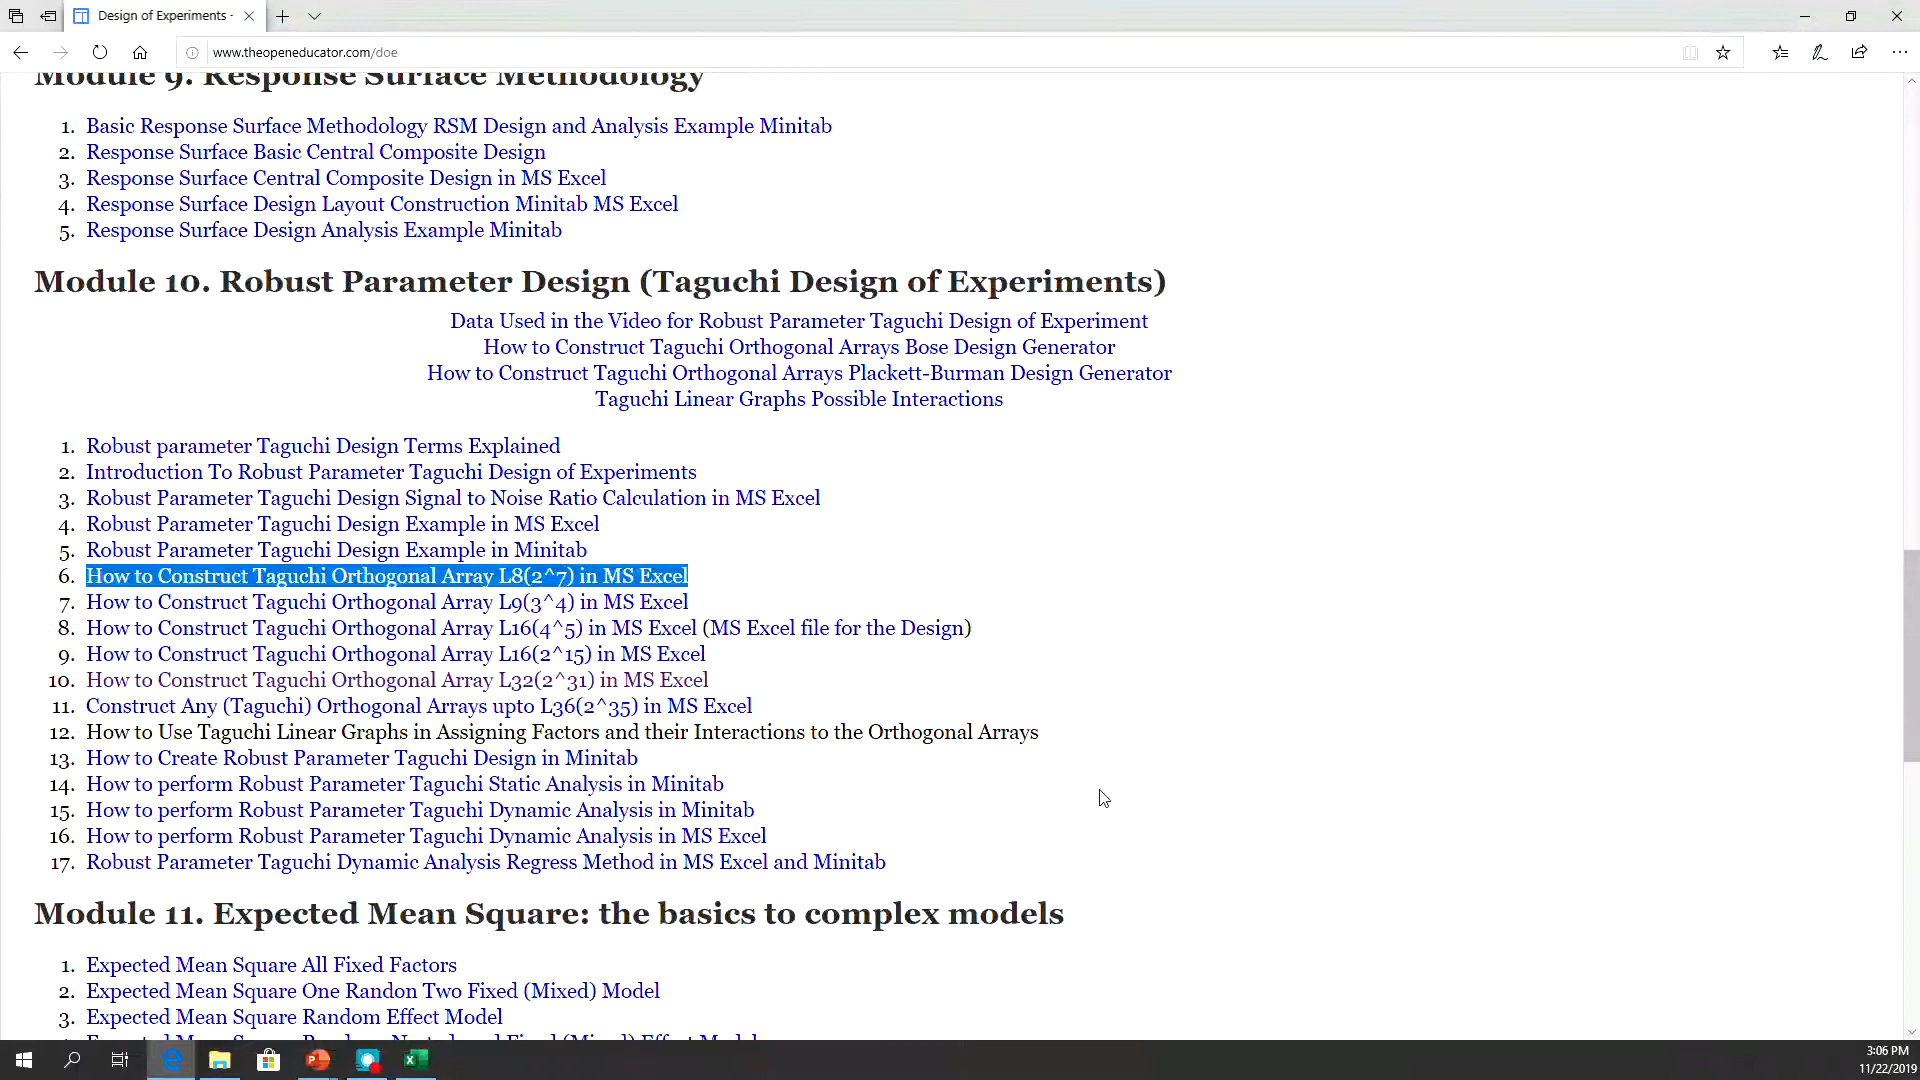 Design of Experiments -
www.theopeneducator.com/doe
Module 9. Response Surface Methodology
1. Basic Response Surface Methodology RSM Design and Analysis Example Minitab
2. Response Surface Basic Central Composite Design
3. Response Surface Central Composite Design in MS Excel
4. Response Surface Design Layout Construction Minitab MS Excel
5. Response Surface Design Analysis Example Minitab
Module 10. Robust Parameter Design (Taguchi Design of Experiments)
Data Used in the Video for Robust Parameter Taguchi Design of Experiment
How to Construct Taguchi Orthogonal Arrays Bose Design Generator
How to Construct Taguchi Orthogonal Arrays Plackett-Burman Design Generator
Taguchi Linear Graphs Possible Interactions
1. Robust parameter Taguchi Design Terms Explained
2. Introduction To Robust Parameter Taguchi Design of Experiments
3. Robust Parameter Taguchi Design Signal to Noise Ratio Calculation in MS Excel
4. Robust Parameter Taguchi Design Example in MS Excel
5. Robust Parameter Taguchi Design Example in Minitab
6. How to Construct Taguchi Orthogonal Array L8(2^7) in MS Excel
7. How to Construct Taguchi Orthogonal Array L9(3^4) in MS Excel
8. How to Construct Taguchi Orthogonal Array L16(4^5) in MS Excel (MS Excel file for the Design)
9. How to Construct Taguchi Orthogonal Array L16(2^15) in MS Excel
10. How to Construct Taguchi Orthogonal Array L32(2^31) in MS Excel
11. Construct Any (Taguchi) Orthogonal Arrays upto L36(2^35) in MS Excel
12. How to Use Taguchi Linear Graphs in Assigning Factors and their Interactions to the Orthogonal Arrays
13. How to Create Robust Parameter Taguchi Design in Minitab
14. How to perform Robust Parameter Taguchi Static Analysis in Minitab
15. How to perform Robust Parameter Taguchi Dynamic Analysis in Minitab
16. How to perform Robust Parameter Taguchi Dynamic Analysis in MS Excel
17. Robust Parameter Taguchi Dynamic Analysis Regress Method in MS Excel and Minitab
Module 11. Expected Mean Square: the basics to complex models
1. Expected Mean Square All Fixed Factors
2. Expected Mean Square One Randon Two Fixed (Mixed) Model
3. Expected Mean Square Random Effect Model
3:06 PM
11/22/2019